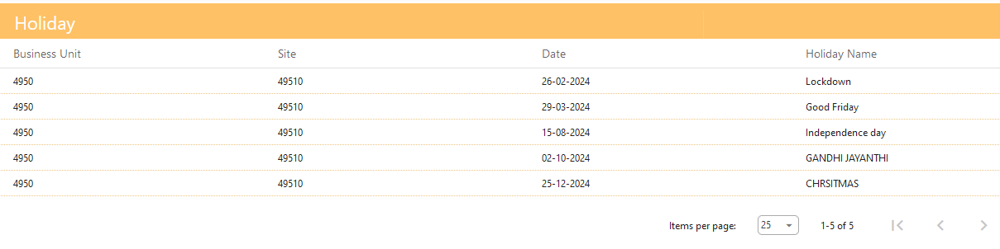 Holiday
Business Unit Site Date Holiday Name
4950 49510 26-02-2024 Lockdown
4950 49510 29-03-2024 Good Friday
4950 49510 15-08-2024 Independence day
4950 49510 02-10-2024 GANDHI JAYANTHI
4950 49510 25-12-2024 CHRSITMAS
Items per page: 25 1-5 of 5